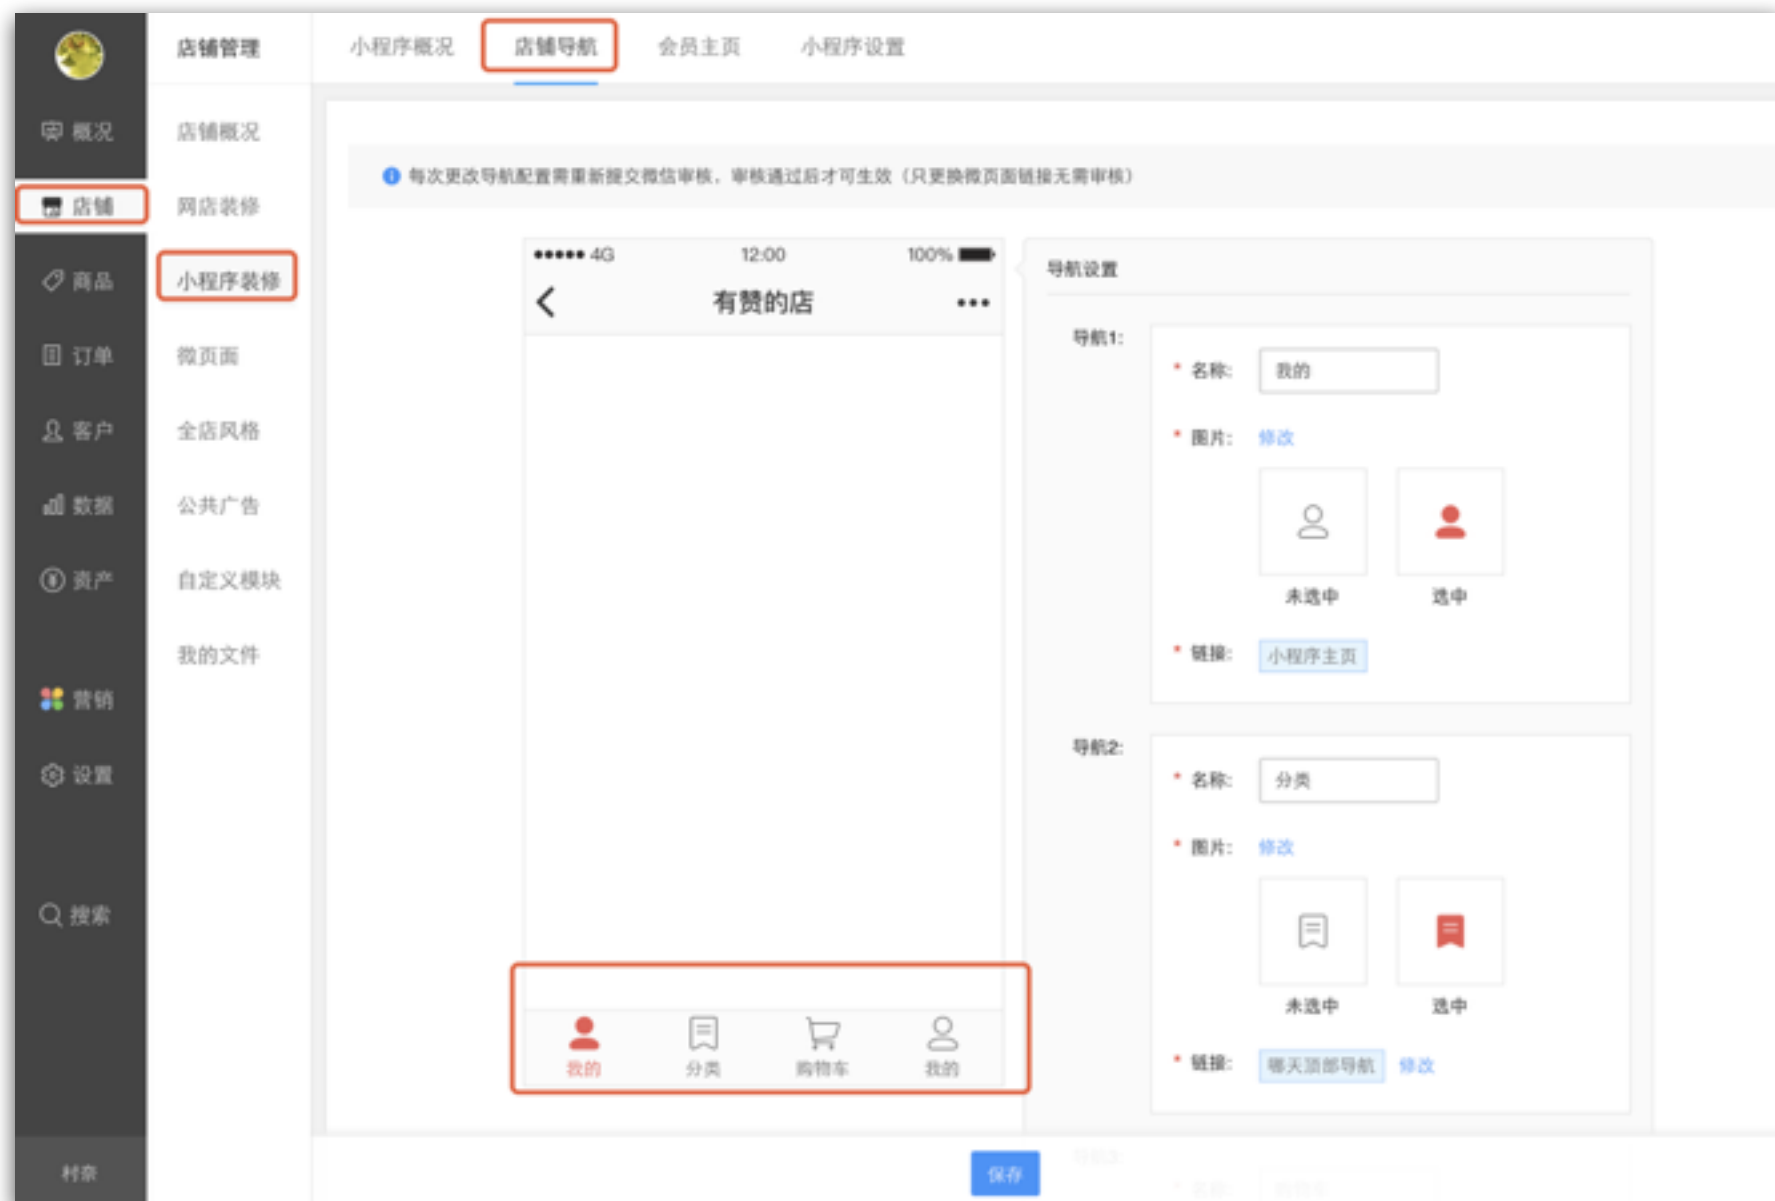 店铺管理
小程序概况
店铺导航
会员主页
小程序设置
概况
店铺
商品
订单
客户
数据
资产
营销
设置
搜索
村奈
店铺概况
网店装修
小程序装修
微页面
全店风格
公共广告
自定义模块
我的文件
每次更改导航配置需重新提交微信审核，审核通过后才可生效（只更换微页面链接无需审核）
4G 12:00 100%
有赞的店
我的
分类
购物车
我的
导航设置
导航1:
* 名称: 我的
* 图片: 修改
未选中 选中
* 链接: 小程序主页
导航2:
* 名称: 分类
* 图片: 修改
未选中 选中
* 链接: 哪天顶部导航 修改
保存